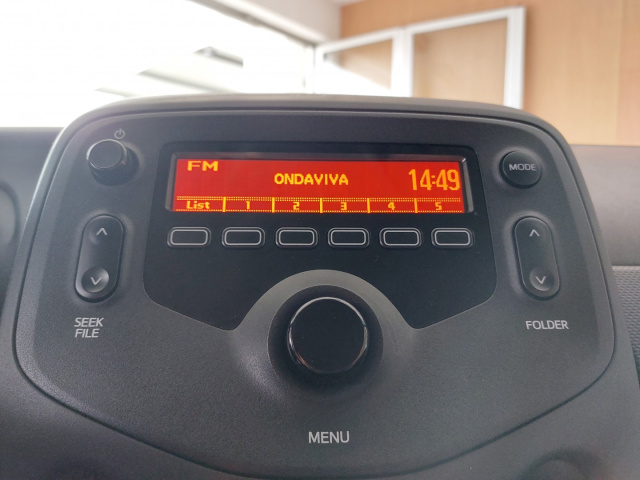 FM
ONDAVIVA
14:49
List 1 2 3 4 5
MODE
SEEK
FILE
FOLDER
MENU